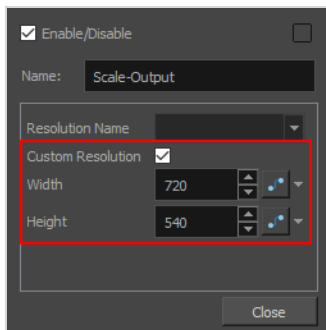 Enable/Disable
Name: Scale-Output
Resolution Name
Custom Resolution
Width 720
Height 540
Close